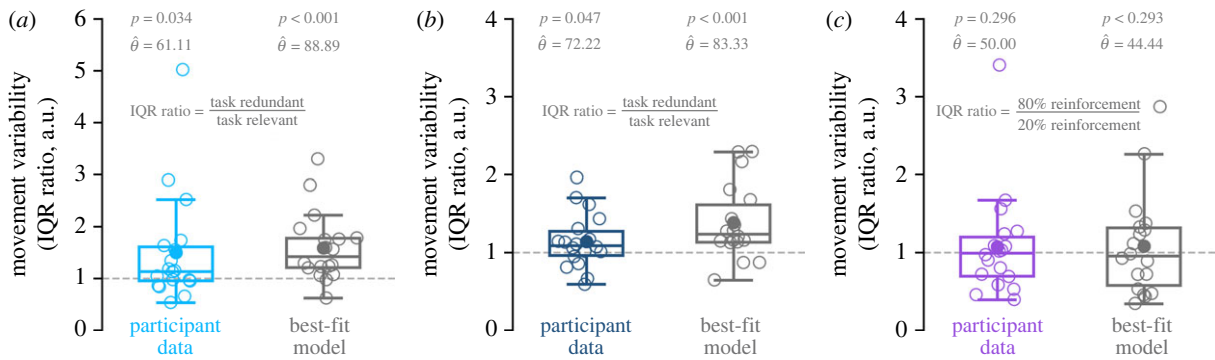 (a)
movement variability
(IQR ratio, a.u.)
6
5
4
3
2
1
0
p = 0.034
θ̂ = 61.11
p < 0.001
θ̂ = 88.89
IQR ratio = task redundant / task relevant
participant data
best-fit model
(b)
movement variability
(IQR ratio, a.u.)
4
3
2
1
0
p = 0.047
θ̂ = 72.22
p < 0.001
θ̂ = 83.33
IQR ratio = task redundant / task relevant
participant data
best-fit model
(c)
movement variability
(IQR ratio, a.u.)
4
3
2
1
0
p = 0.296
θ̂ = 50.00
p < 0.293
θ̂ = 44.44
IQR ratio = 80% reinforcement / 20% reinforcement
participant data
best-fit model